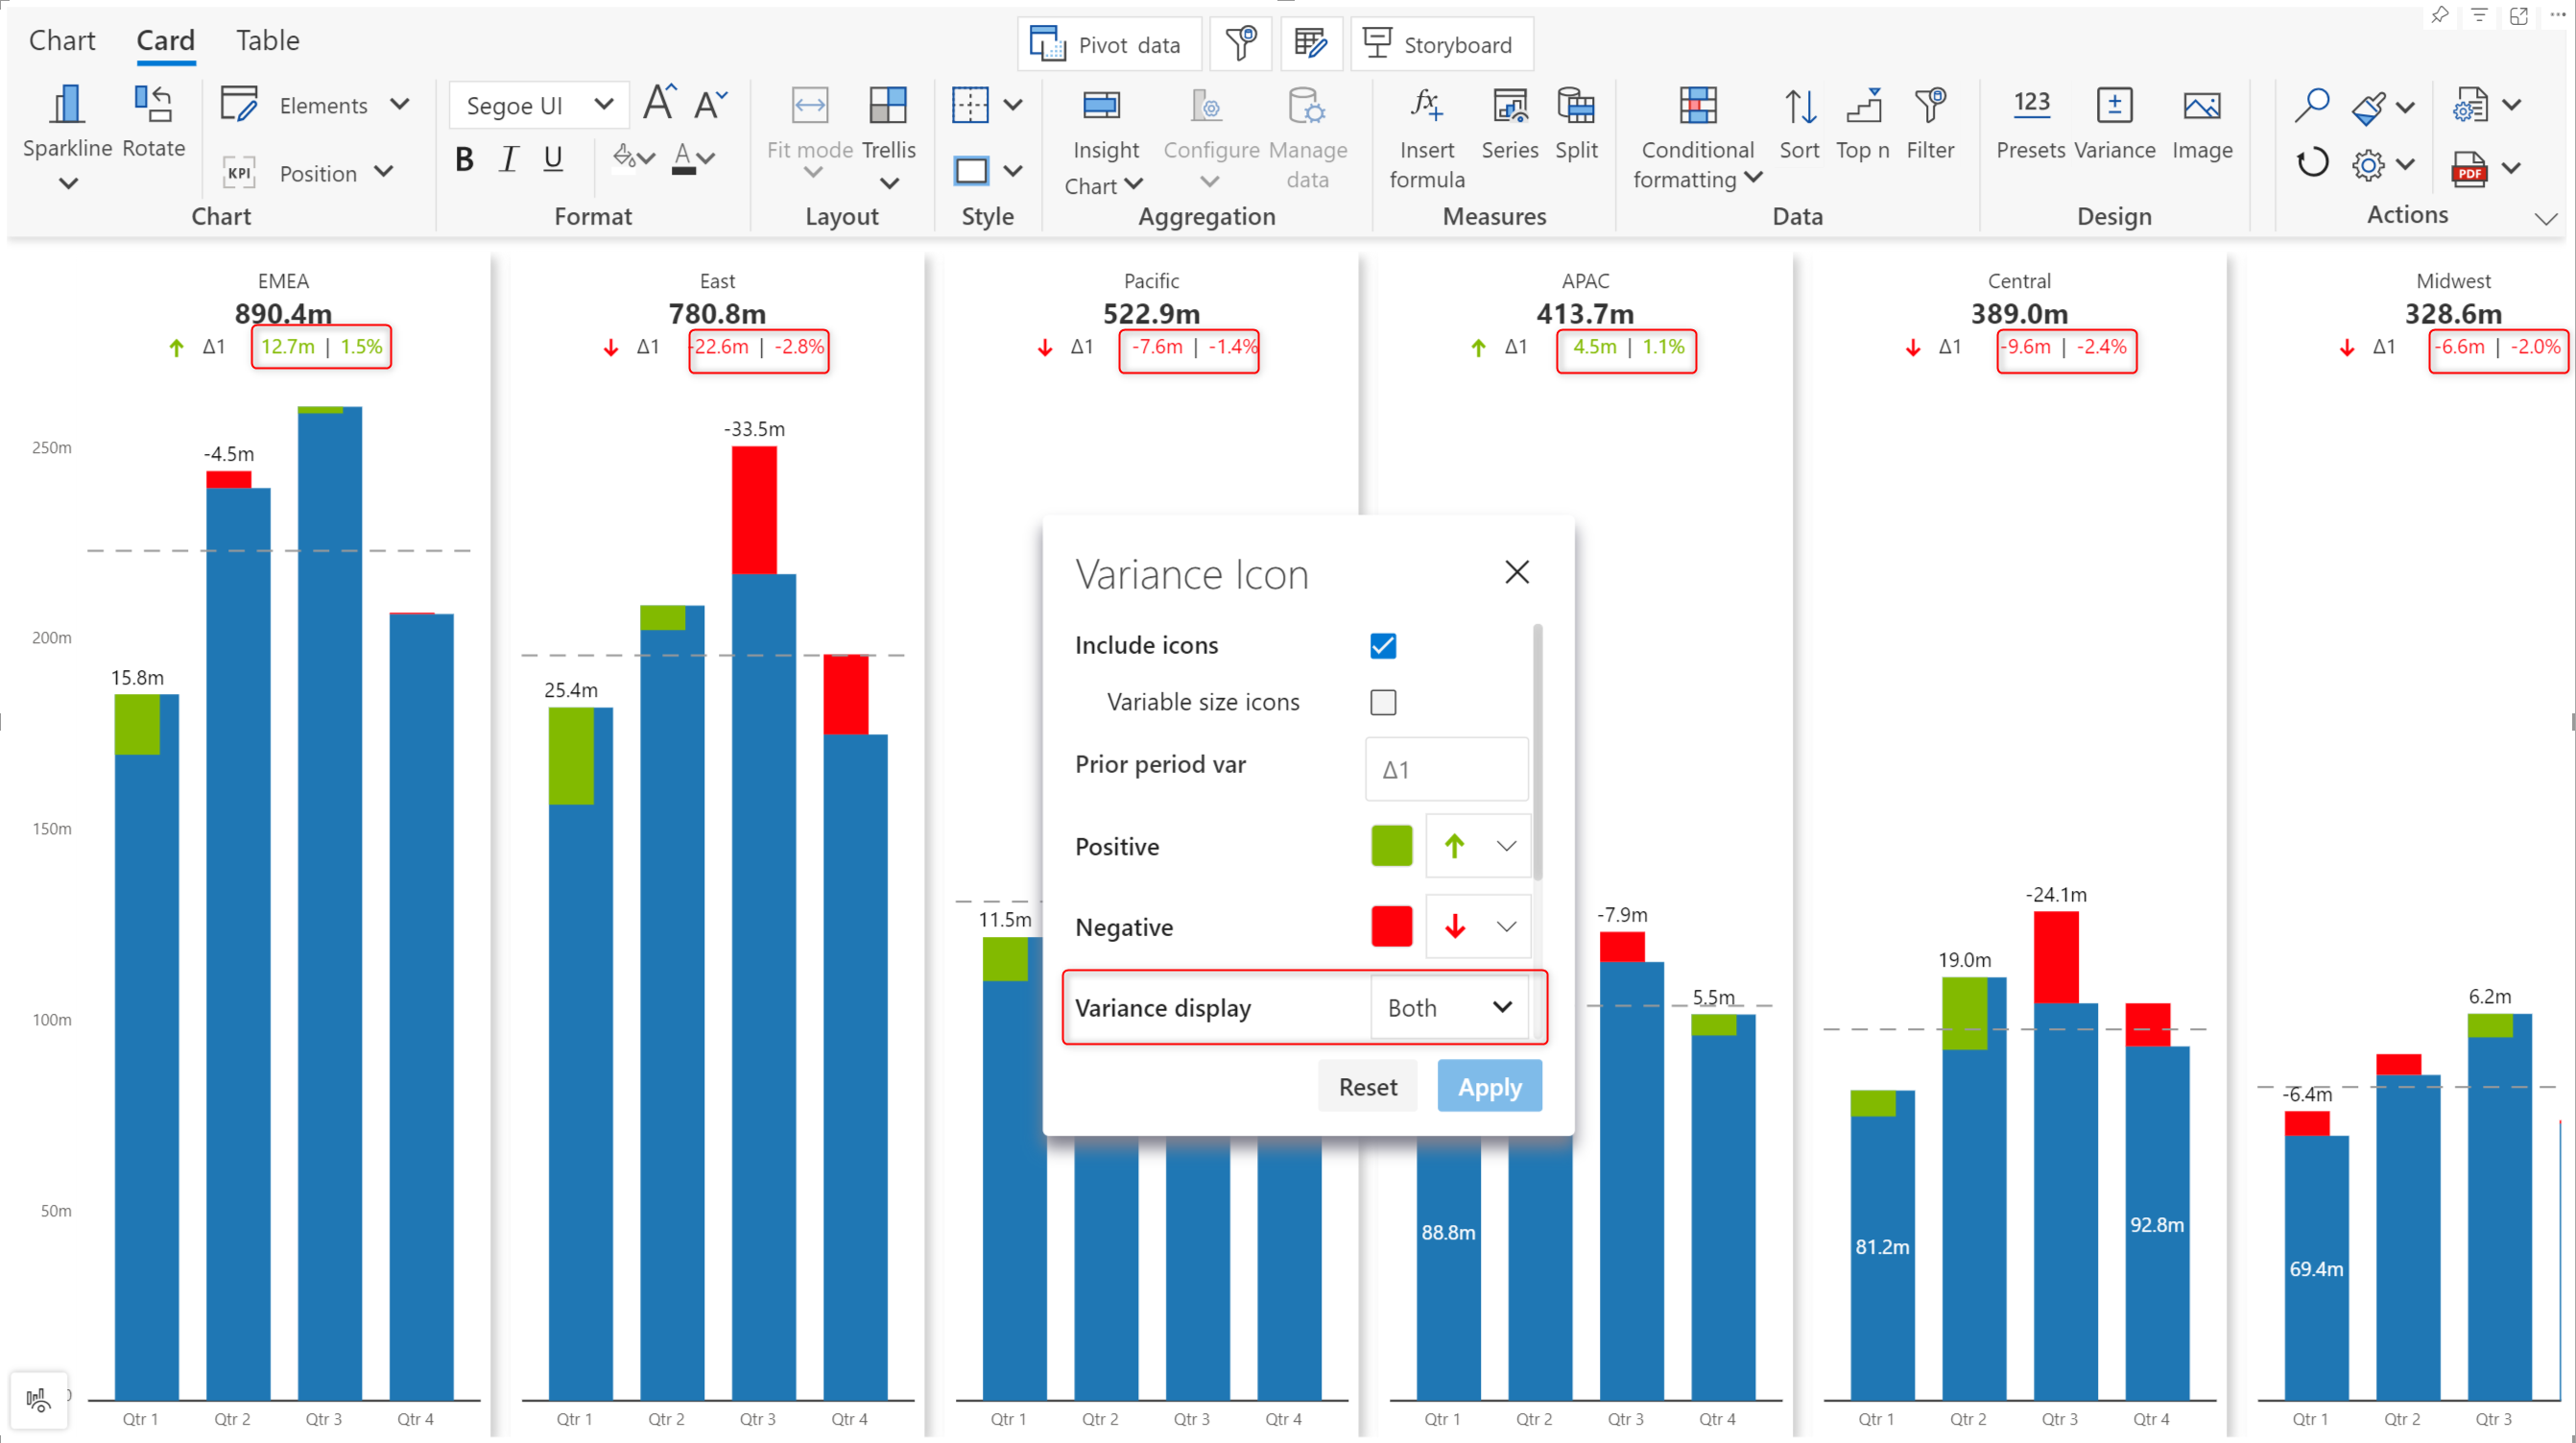 Chart Card Table
Pivot data Storyboard
Elements Segoe UI
Sparkline Rotate
KPI Position B I U A
Fit mode Trellis
Insight Chart Configure Manage data
fx Insert formula Series Split
Conditional formatting Sort Top n Filter
123 Presets Variance Image
PDF
Chart Format Layout Style Aggregation Measures Data Design Actions
EMEA
890.4m
Δ1 12.7m | 1.5%
East
780.8m
Δ1 -22.6m | -2.8%
Pacific
522.9m
Δ1 -7.6m | -1.4%
APAC
413.7m
Δ1 4.5m | 1.1%
Central
389.0m
Δ1 -9.6m | -2.4%
Midwest
328.6m
Δ1 -6.6m | -2.0%
250m
200m
150m
100m
50m
0
15.8m
-4.5m
Qtr 1 Qtr 2 Qtr 3 Qtr 4
25.4m
-33.5m
Qtr 1 Qtr 2 Qtr 3 Qtr 4
11.5m
Qtr 1 Qtr 2 Qtr 3 Qtr 4
-7.9m
5.5m
88.8m
Qtr 1 Qtr 2 Qtr 3 Qtr 4
19.0m
-24.1m
81.2m
92.8m
Qtr 1 Qtr 2 Qtr 3 Qtr 4
-6.4m
6.2m
69.4m
Qtr 1 Qtr 2 Qtr 3
Variance Icon
Include icons
Variable size icons
Prior period var Δ1
Positive
Negative
Variance display Both
Reset Apply